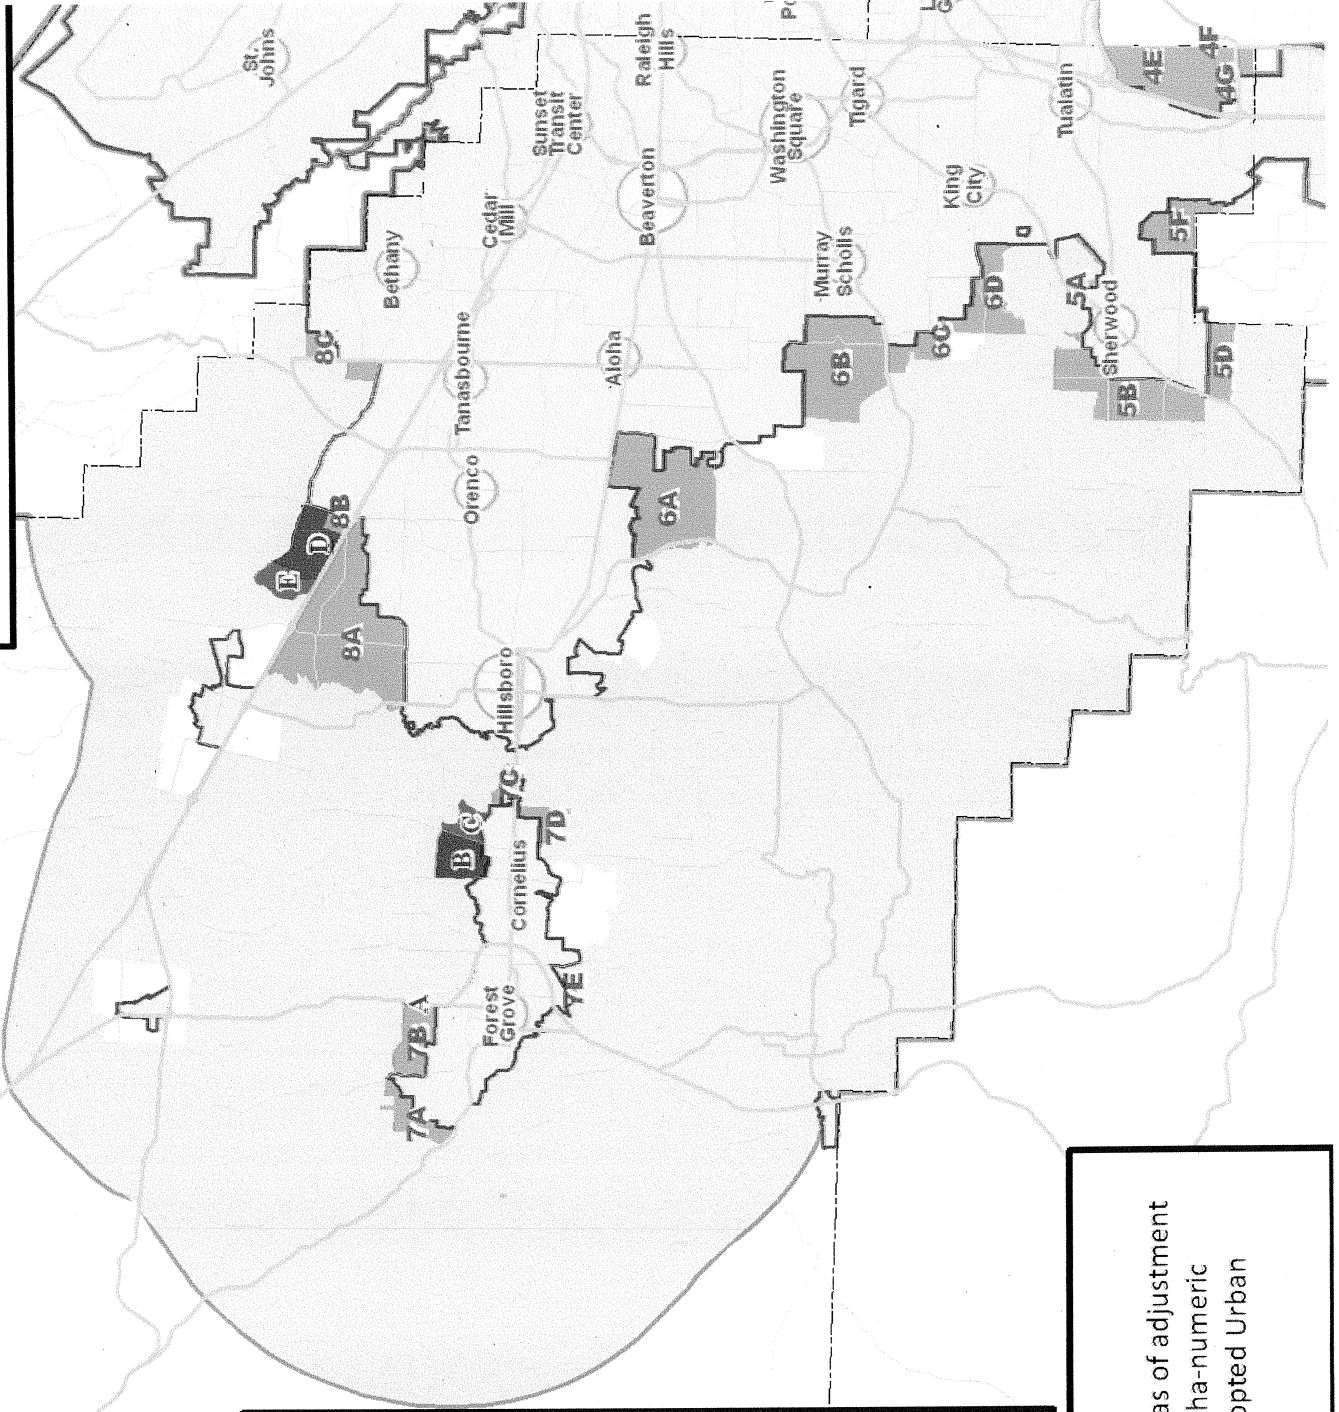 St.
Johns
E
D
8C
8B
8A
Bethany
7A
7B
A
B
C
Tanasbourne
Orenco
Cedar
Mill
Forest
Grove
Hillsboro
7C
Cornelius
Sunset
Transit
Center
7D
7E
Aloha
Beaverton
Raleigh
Hills
6A
Washington
Square
Murray
Scholls
6B
Tigard
6C
King
City
6D
Tualatin
5A
Sherwood
5B
4E
5F
4F
4G
5D
as of adjustment
ha-numeric
opted Urban